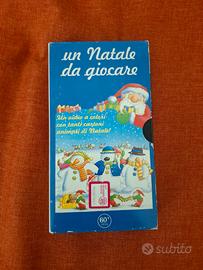 un Natale
da giocare
Un video a colori
con tanti cartoni
animati di Natale!
60'
subito